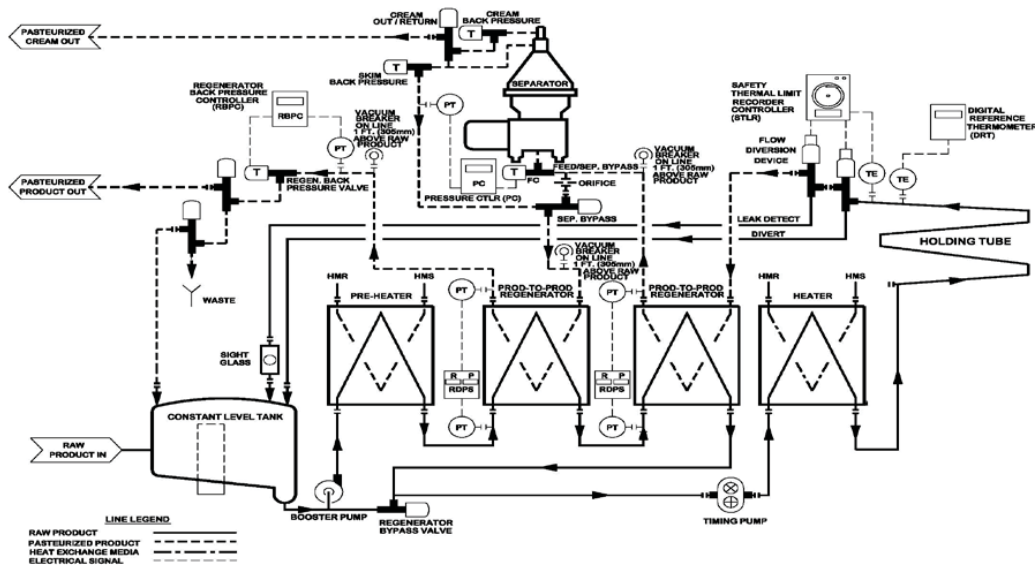 PASTEURIZED
CREAM OUT
CREAM
OUT / RETURN
CREAM
BACK PRESSURE
T
T
SKIM
BACK PRESSURE
SEPARATOR
REGENERATOR
BACK PRESSURE
CONTROLLER
(RBPC)
RBPC
PT
VACUUM
BREAKER
ON LINE
1 FT. (305mm)
ABOVE RAW
PRODUCT
PT
PC
PRESSURE CTLR (PC)
T
FC
FEED/SEP. BYPASS
ORIFICE
SEP. BYPASS
VACUUM
BREAKER
ON LINE
1 FT. (305mm)
ABOVE RAW
PRODUCT
SAFETY
THERMAL LIMIT
RECORDER
CONTROLLER
(STLR)
DIGITAL
REFERENCE
THERMOMETER
(DRT)
FLOW
DIVERSION
DEVICE
TE
TE
PASTEURIZED
PRODUCT OUT
T
REGEN. BACK
PRESSURE VALVE
LEAK DETECT
DIVERT
HOLDING TUBE
WASTE
VACUUM
BREAKER
ON LINE
1 FT. (305mm)
ABOVE RAW
PRODUCT
HMR
HMS
PRE-HEATER
PT
PROD-TO-PROD
REGENERATOR
PT
PROD-TO-PROD
REGENERATOR
HMR
HMS
HEATER
SIGHT
GLASS
R P
RDPS
PT
R P
RDPS
PT
CONSTANT LEVEL TANK
RAW
PRODUCT IN
BOOSTER PUMP
REGENERATOR
BYPASS VALVE
TIMING PUMP
LINE LEGEND
RAW PRODUCT
PASTEURIZED PRODUCT
HEAT EXCHANGE MEDIA
ELECTRICAL SIGNAL